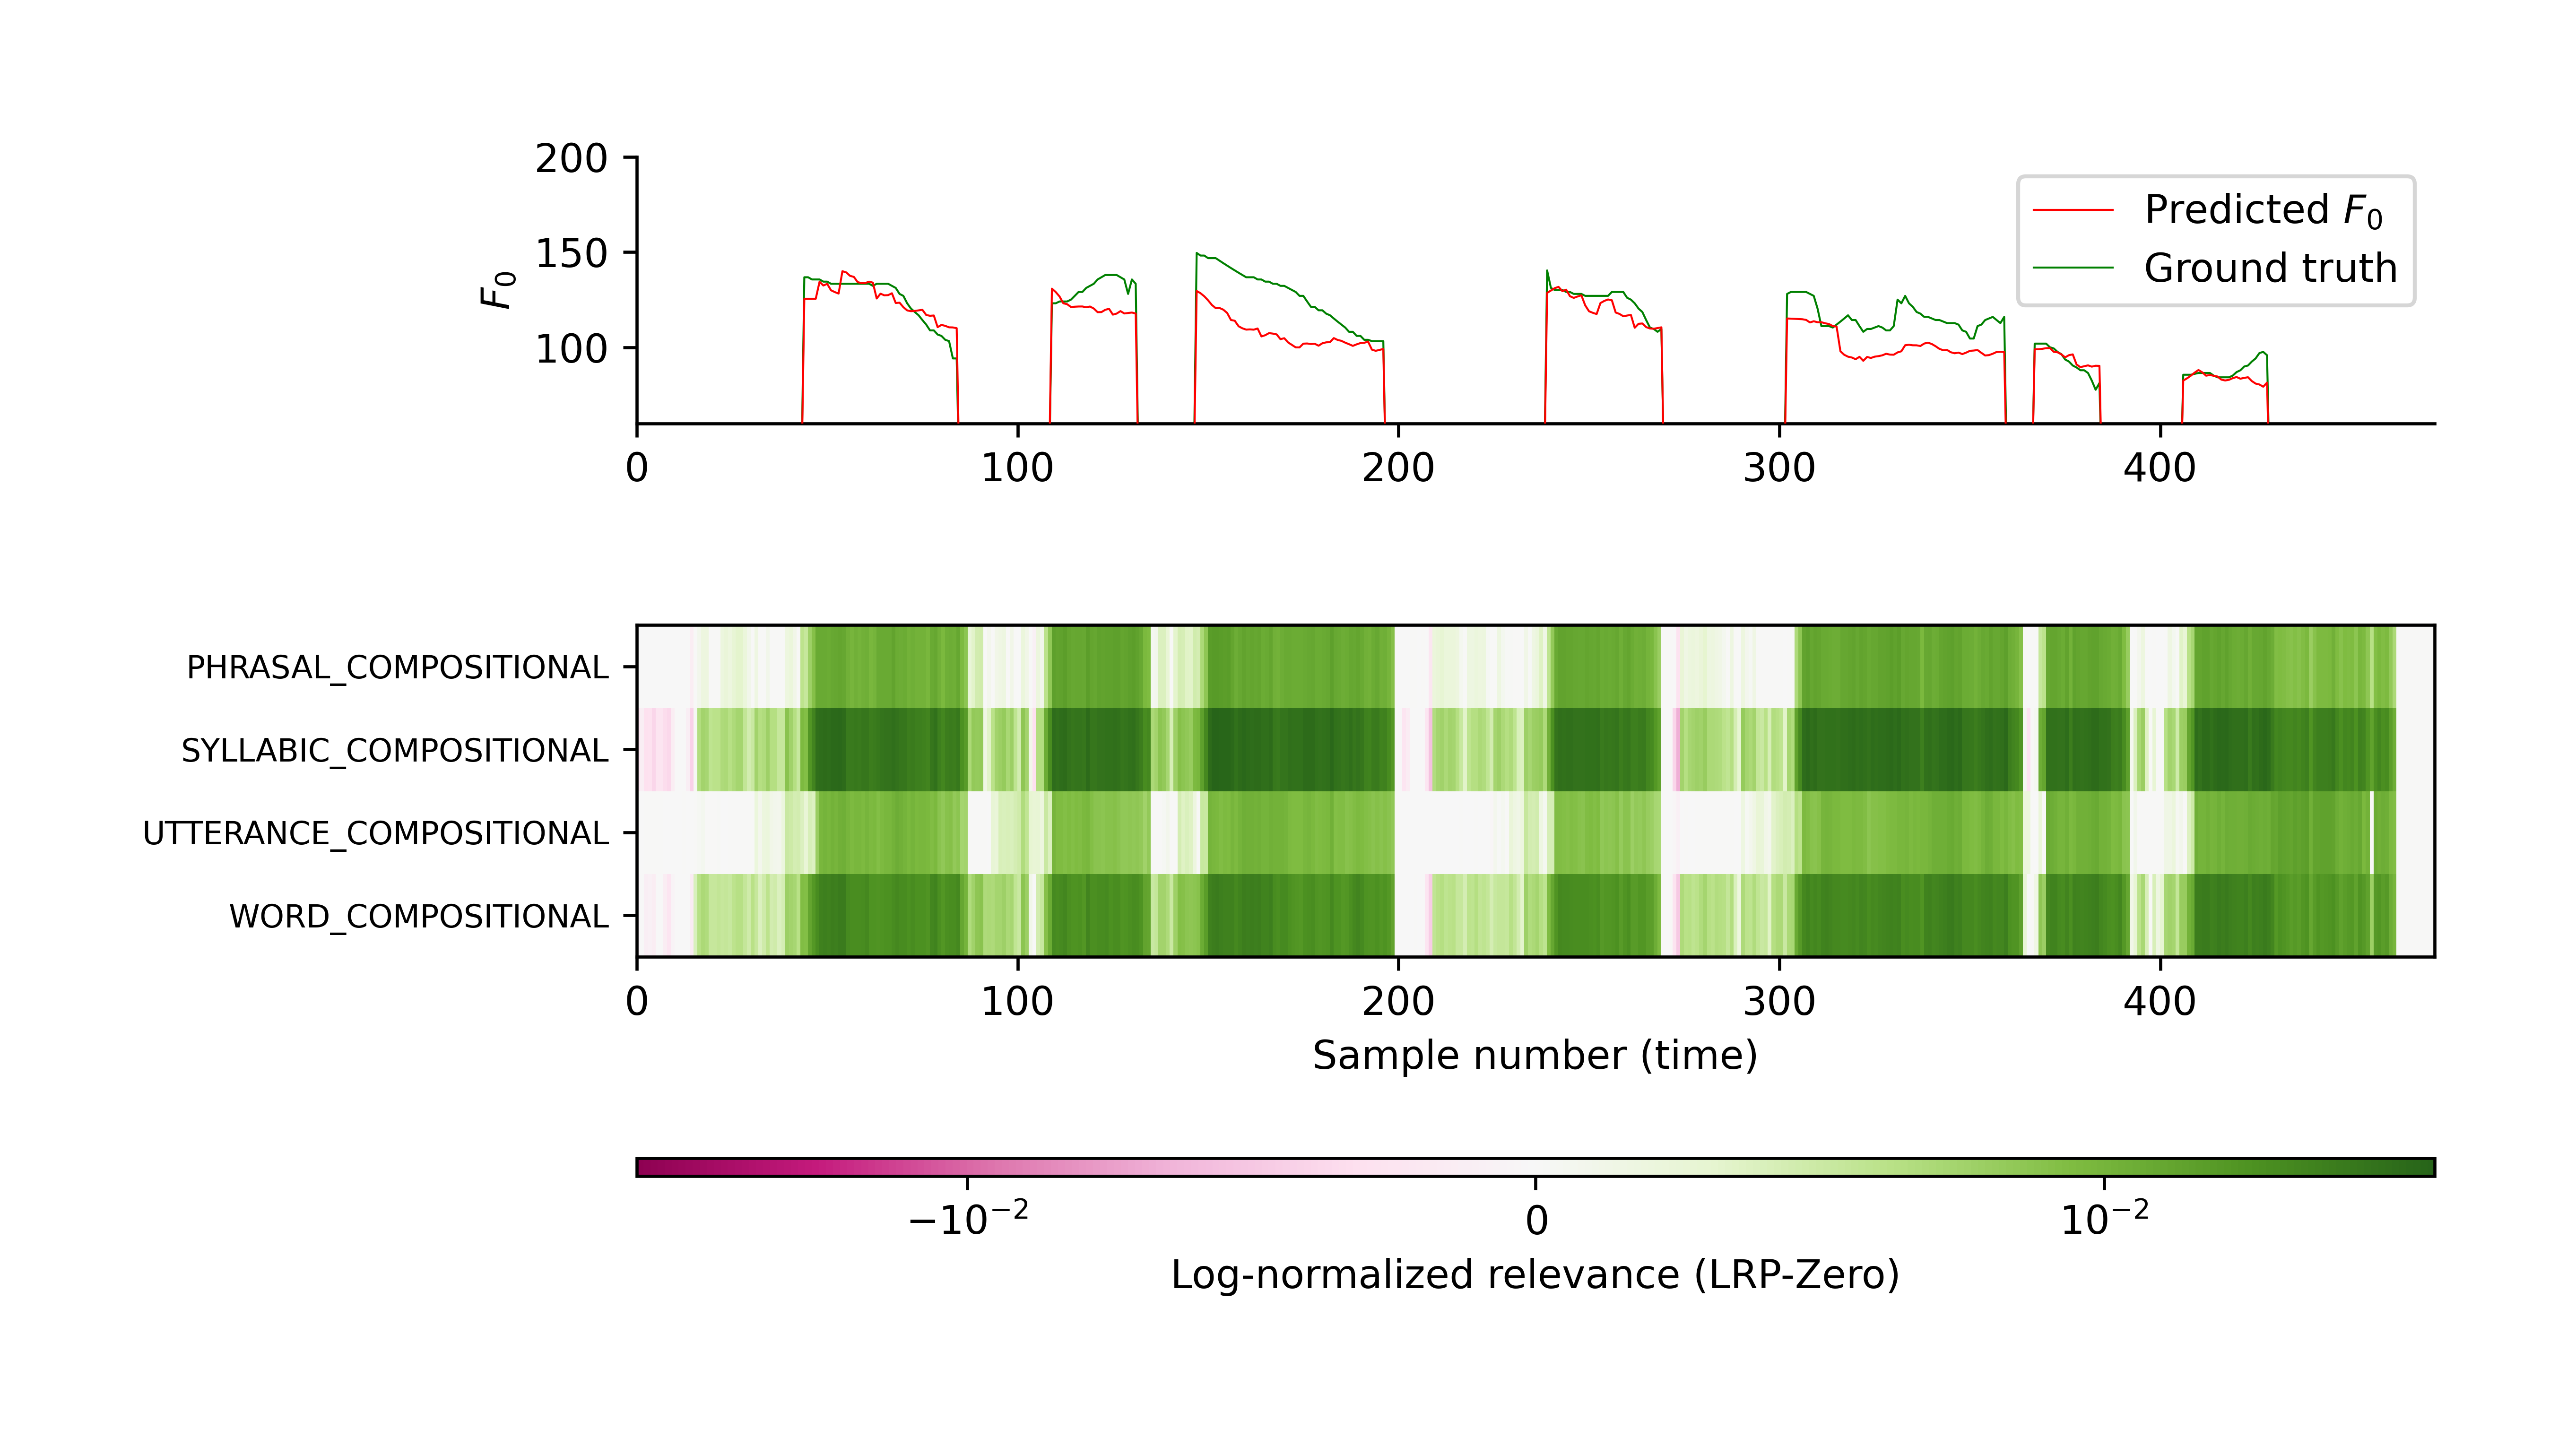 200
150
100
F₀
Predicted F₀
Ground truth
0 100 200 300 400
PHRASAL_COMPOSITIONAL
SYLLABIC_COMPOSITIONAL
UTTERANCE_COMPOSITIONAL
WORD_COMPOSITIONAL
0 100 200 300 400
Sample number (time)
−10⁻² 0 10⁻²
Log-normalized relevance (LRP-Zero)